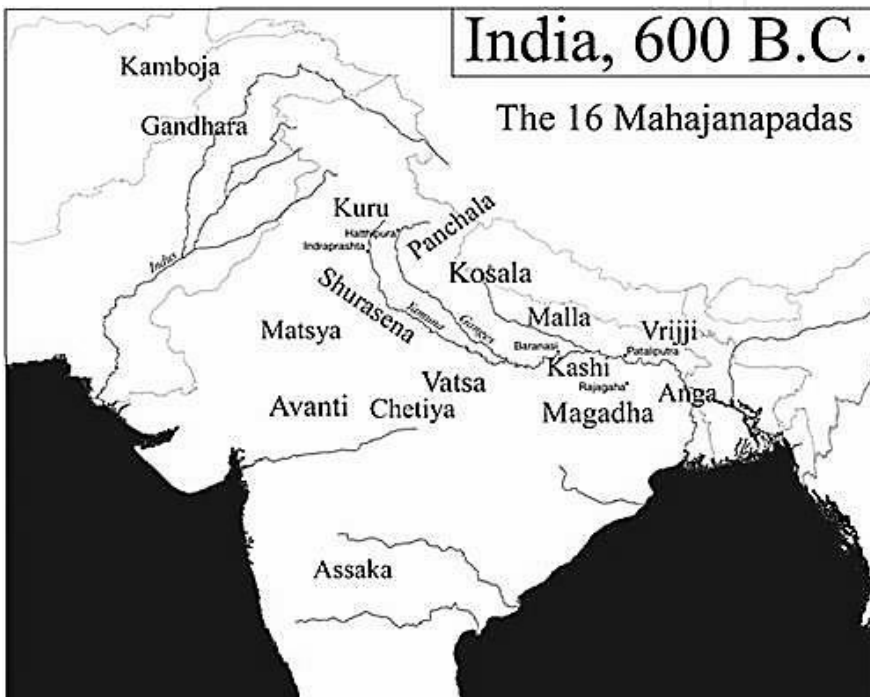 India, 600 B.C.
The 16 Mahajanapadas
Kamboja
Gandhara
Kuru
Panchala
Hatthipura
Indraprashta
Indus
Kosala
Shurasena
Yamuna
Ganges
Malla
Vrijji
Matsya
Baranasi
Pataliputra
Kashi
Vatsa
Rajagaha
Anga
Avanti
Chetiya
Magadha
Assaka